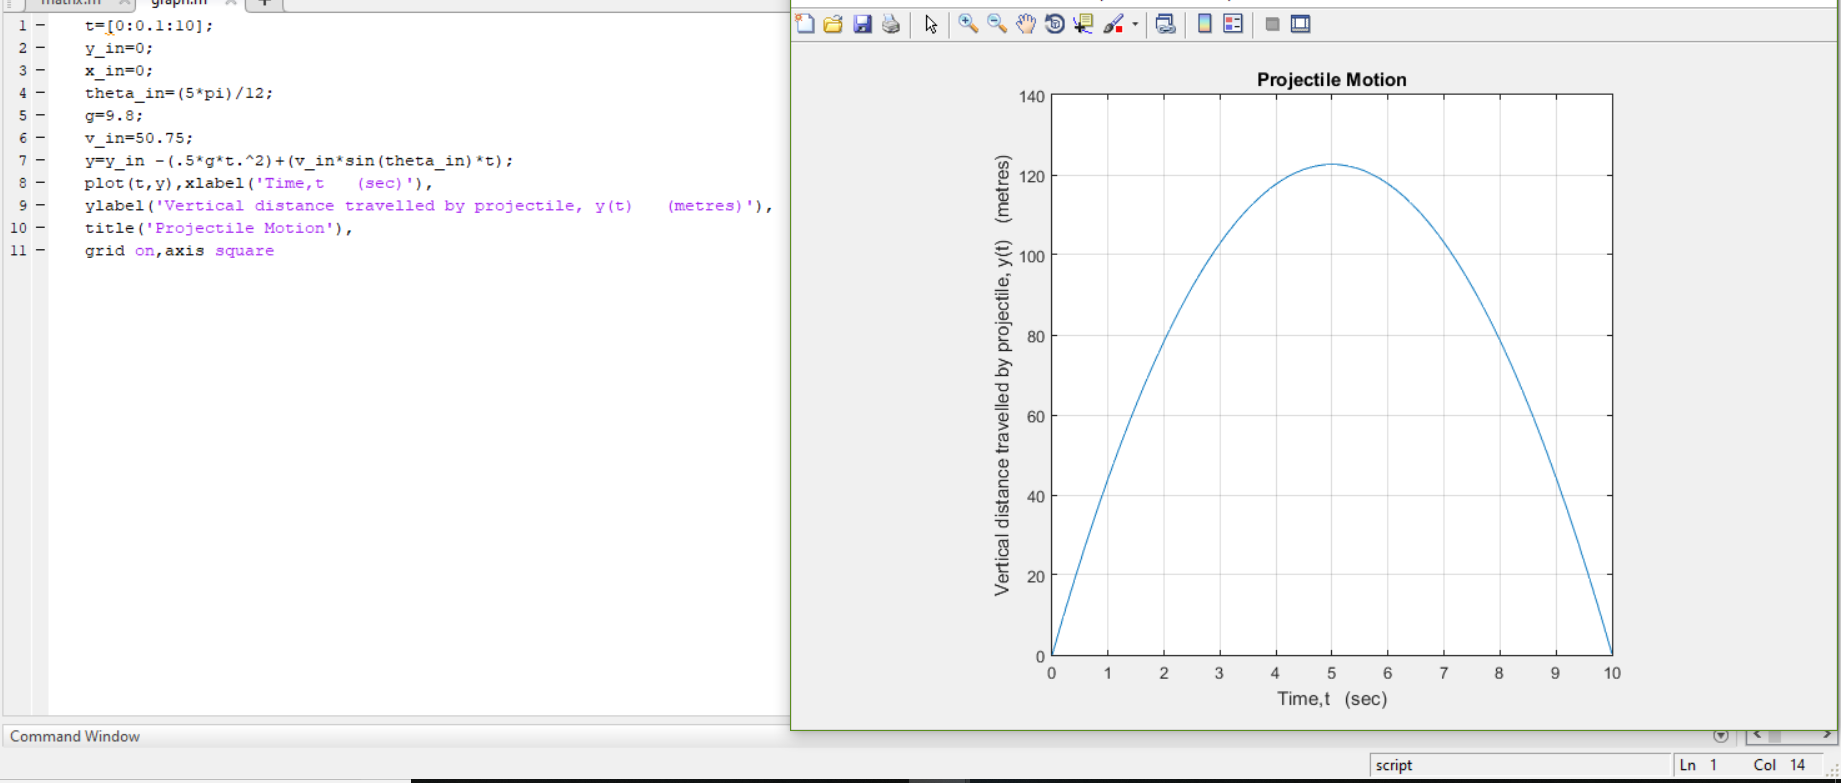 graph.m
1 t=[0:0.1:10];
2 y_in=0;
3 x_in=0;
4 theta_in=(5*pi)/12;
5 g=9.8;
6 v_in=50.75;
7 y=y_in -(.5*g*t.^2)+(v_in*sin(theta_in)*t);
8 plot(t,y),xlabel('Time,t   (sec)'),
9 ylabel('Vertical distance travelled by projectile, y(t)   (metres)'),
10 title('Projectile Motion'),
11 grid on,axis square
Projectile Motion
Vertical distance travelled by projectile, y(t)   (metres)
140
120
100
80
60
40
20
0
0 1 2 3 4 5 6 7 8 9 10
Time,t   (sec)
Command Window
script
Ln 1 Col 14